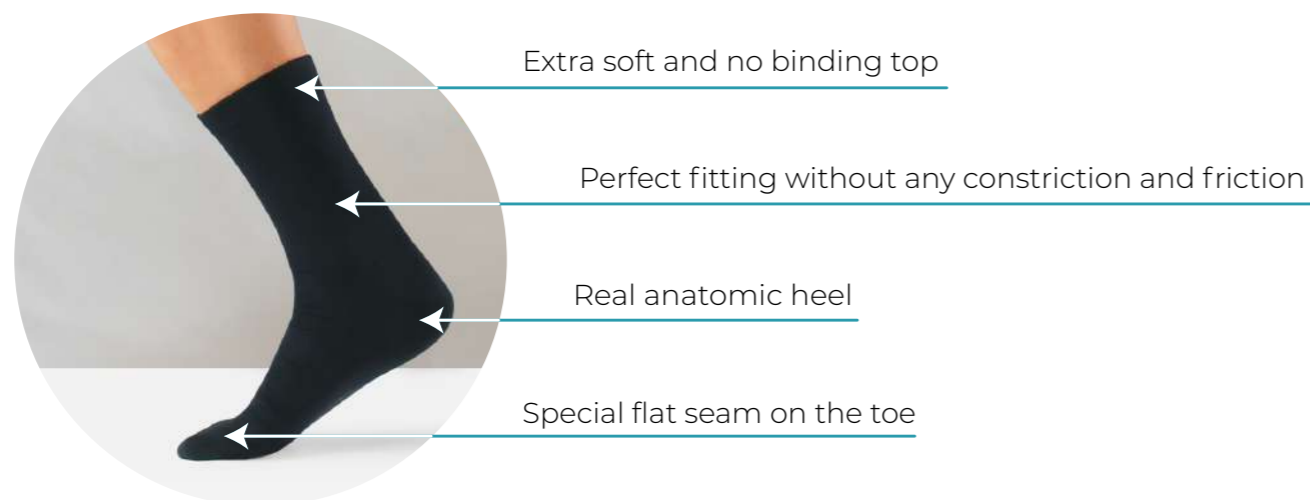 Extra soft and no binding top
Perfect fitting without any constriction and friction
Real anatomic heel
Special flat seam on the toe